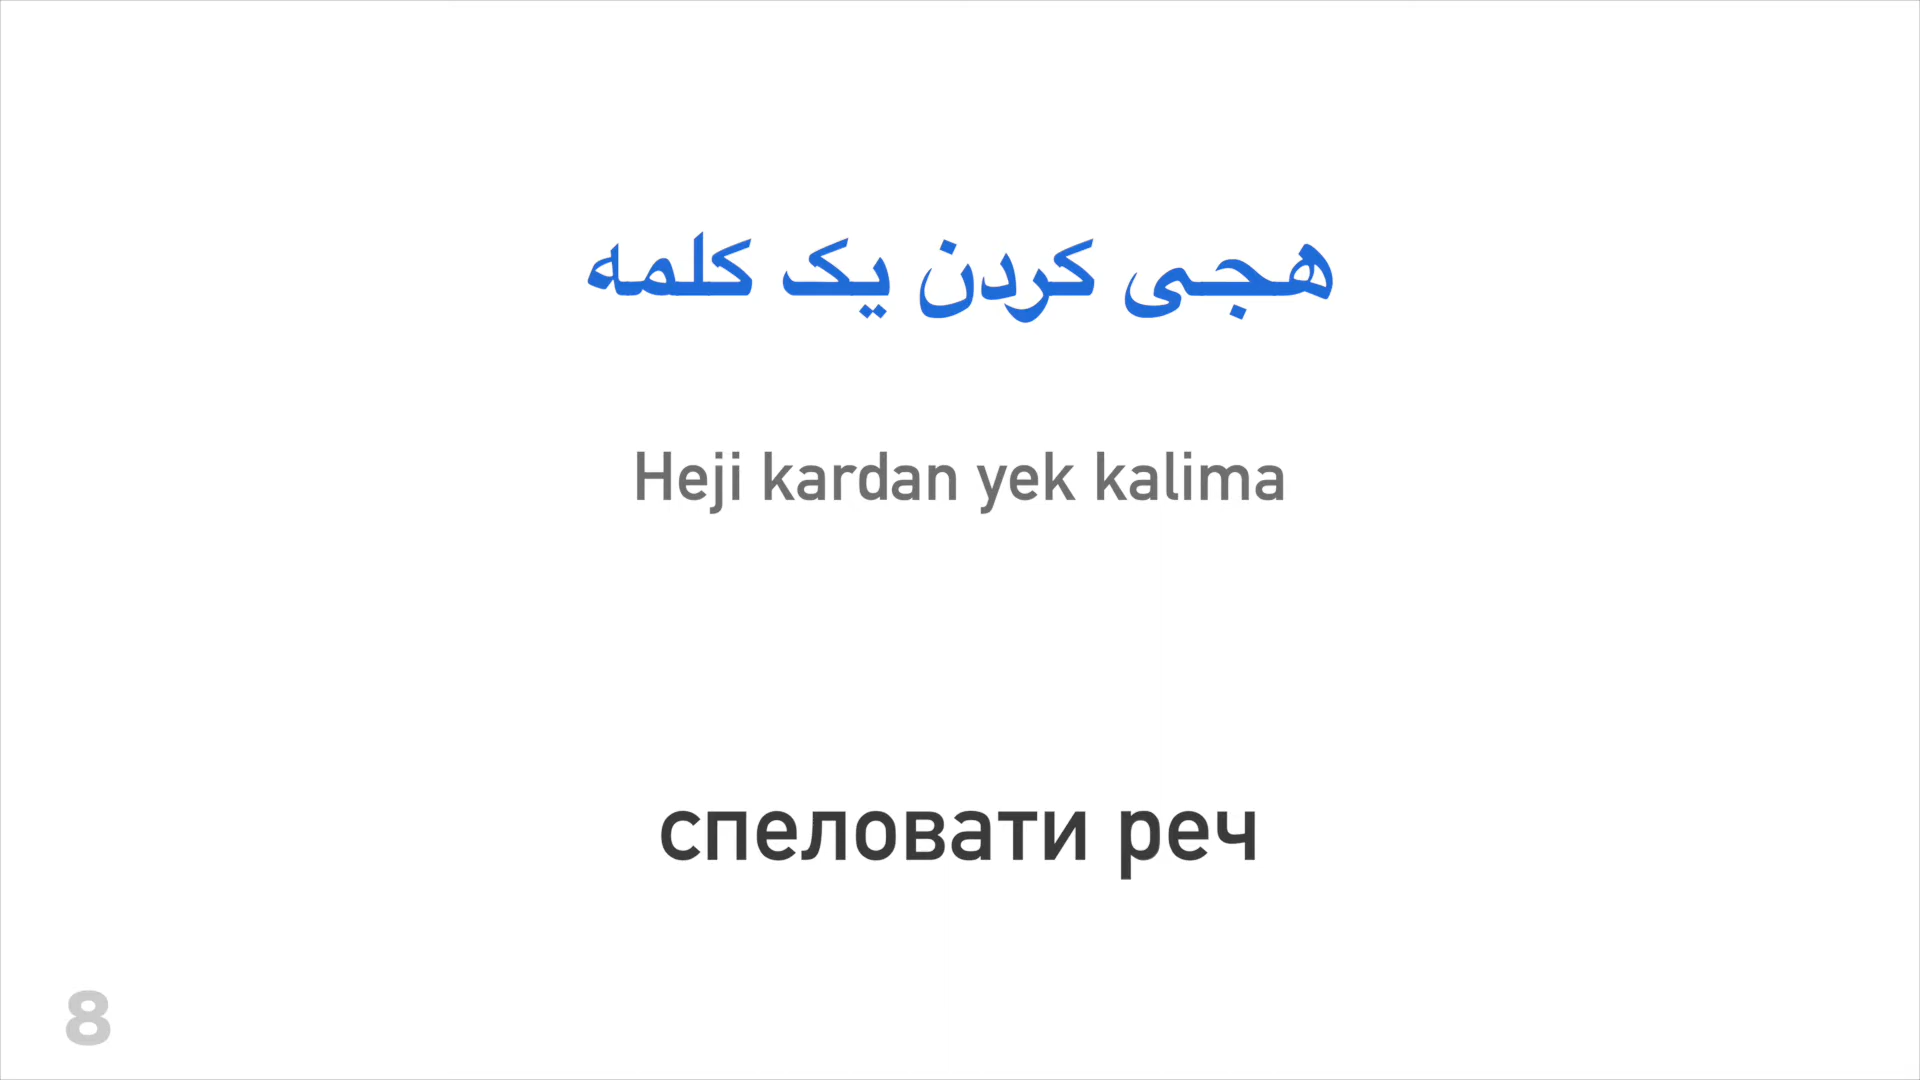 هجی کردن یک کلمه
Heji kardan yek kalima
спеловати реч
8